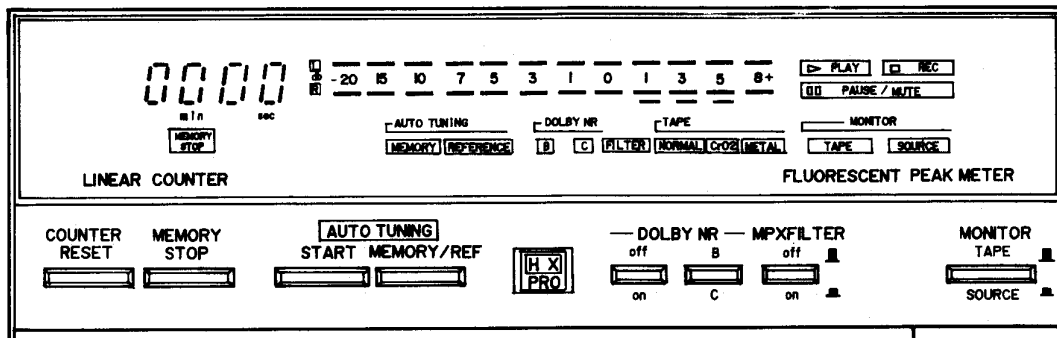 0000
min sec
MEMORY STOP
-20 15 10 7 5 3 1 0 1 3 5 8+
dB
PLAY REC
PAUSE / MUTE
AUTO TUNING DOLBY NR TAPE MONITOR
MEMORY REFERENCE B C FILTER NORMAL CrO2 METAL TAPE SOURCE
LINEAR COUNTER FLUORESCENT PEAK METER
COUNTER RESET
MEMORY STOP
AUTO TUNING
START MEMORY/REF
HX
PRO
DOLBY NR MPXFILTER
off B off
on C on
MONITOR
TAPE
SOURCE